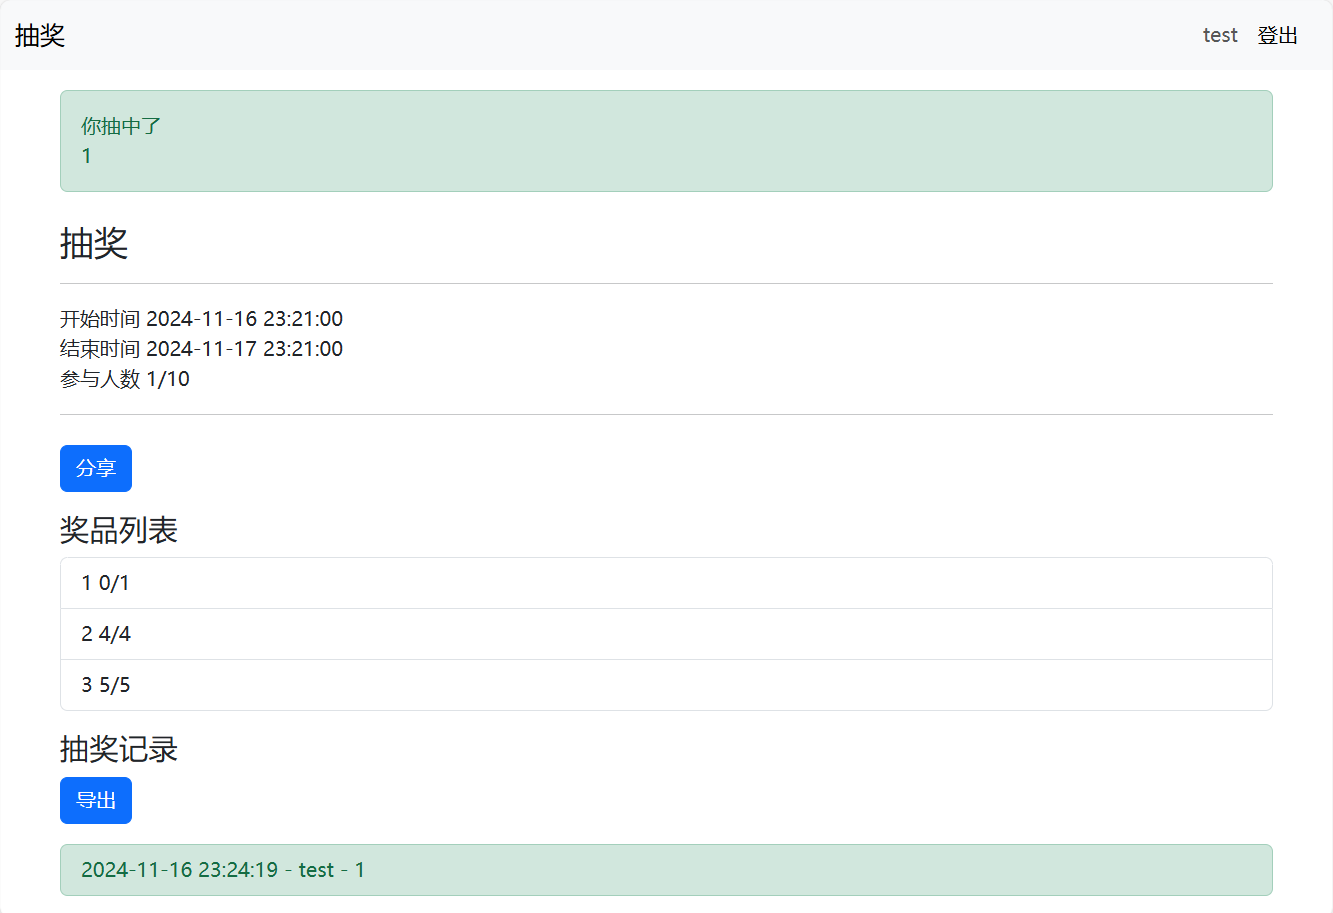 抽奖
test 登出
你抽中了
1
抽奖
开始时间 2024-11-16 23:21:00
结束时间 2024-11-17 23:21:00
参与人数 1/10
分享
奖品列表
1 0/1
2 4/4
3 5/5
抽奖记录
导出
2024-11-16 23:24:19 - test - 1